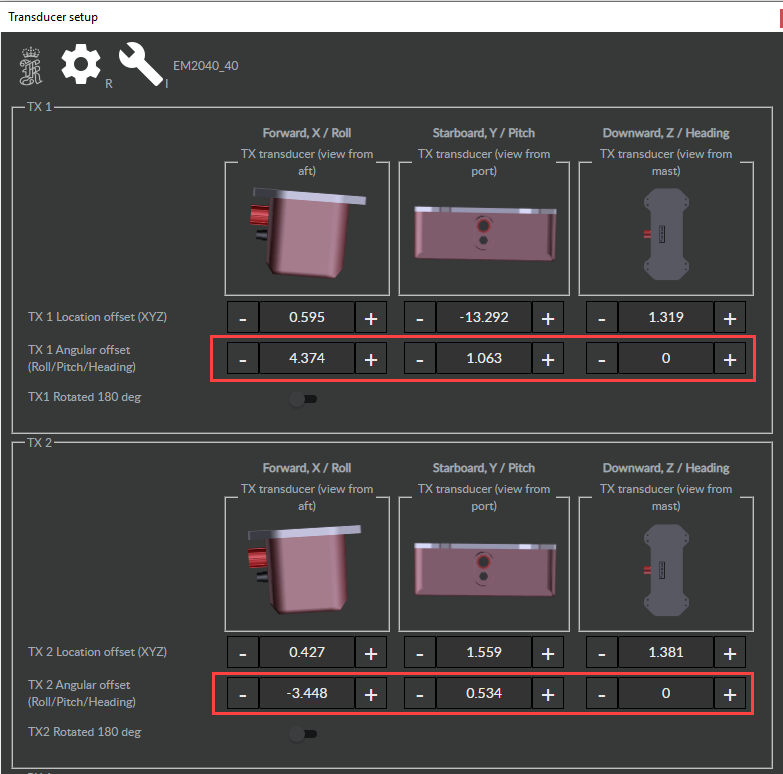 Transducer setup
R
I
EM2040_40
TX 1
Forward, X / Roll
Starboard, Y / Pitch
Downward, Z / Heading
TX transducer (view from
aft)
TX transducer (view from
port)
TX transducer (view from
mast)
TX 1 Location offset (XYZ)
- 0.595 +
- -13.292 +
- 1.319 +
TX 1 Angular offset
(Roll/Pitch/Heading)
- 4.374 +
- 1.063 +
- 0 +
TX1 Rotated 180 deg
TX 2
Forward, X / Roll
Starboard, Y / Pitch
Downward, Z / Heading
TX transducer (view from
aft)
TX transducer (view from
port)
TX transducer (view from
mast)
TX 2 Location offset (XYZ)
- 0.427 +
- 1.559 +
- 1.381 +
TX 2 Angular offset
(Roll/Pitch/Heading)
- -3.448 +
- 0.534 +
- 0 +
TX2 Rotated 180 deg